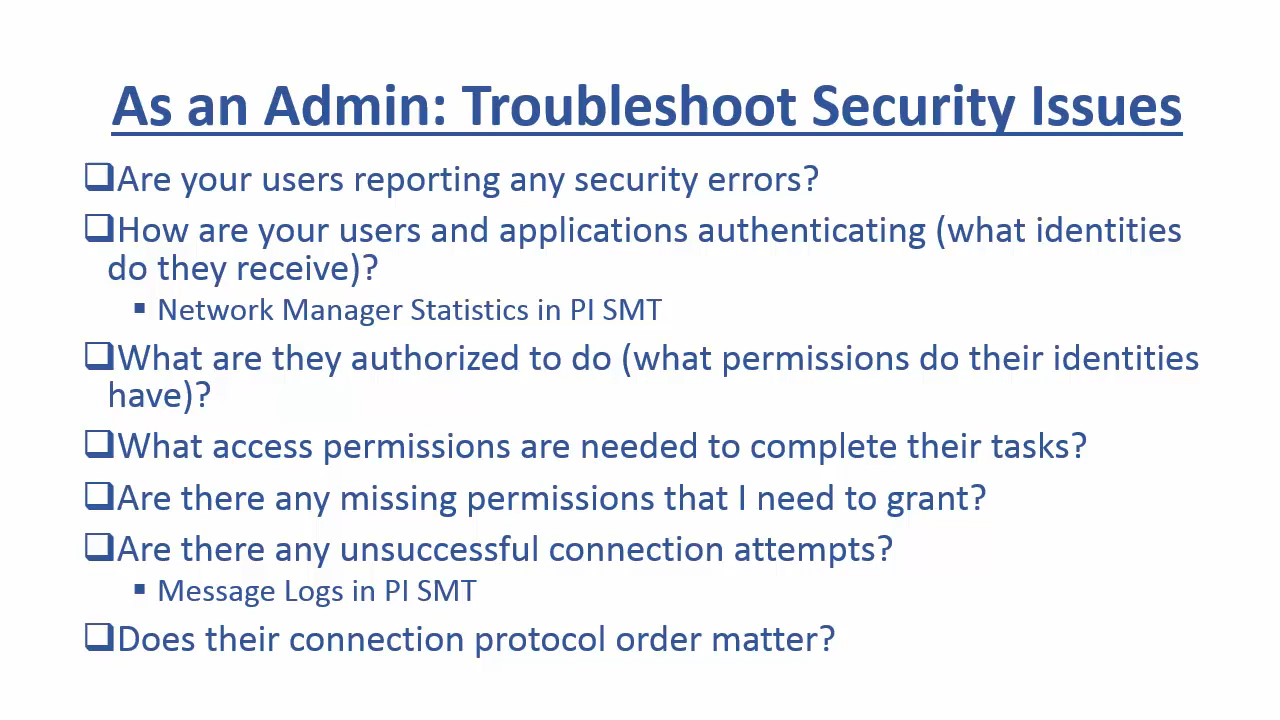 As an Admin: Troubleshoot Security Issues
❑Are your users reporting any security errors?
❑How are your users and applications authenticating (what identities
do they receive)?
▪ Network Manager Statistics in PI SMT
❑What are they authorized to do (what permissions do their identities
have)?
❑What access permissions are needed to complete their tasks?
❑Are there any missing permissions that I need to grant?
❑Are there any unsuccessful connection attempts?
▪ Message Logs in PI SMT
❑Does their connection protocol order matter?